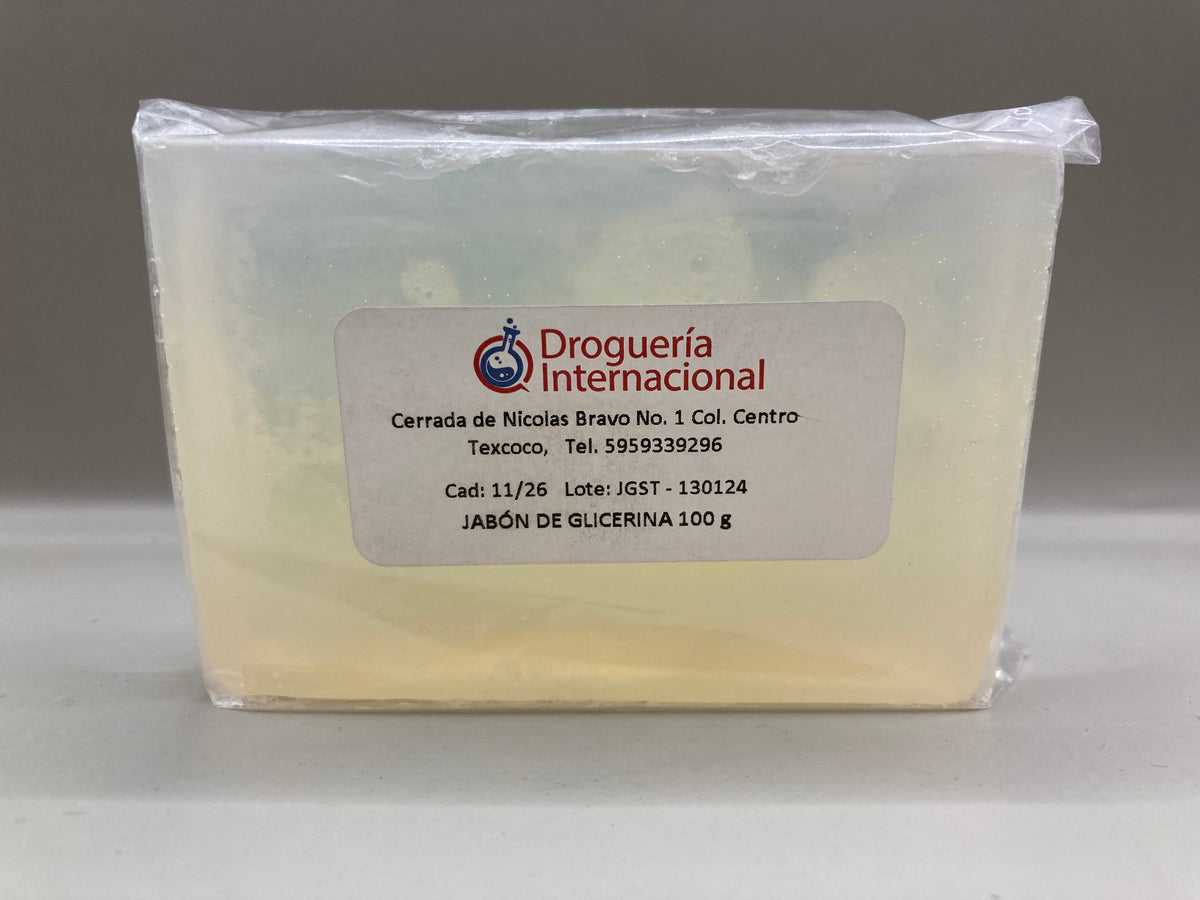 Droguería
Internacional
Cerrada de Nicolas Bravo No. 1 Col. Centro
Texcoco, Tel. 5959339296
Cad: 11/26 Lote: JGST - 130124
JABÓN DE GLICERINA 100 g